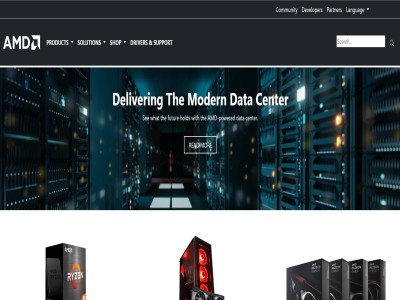 Community Developers Partners Language
AMD
PRODUCTS SOLUTIONS SHOP DRIVERS & SUPPORT
Search...
Delivering The Modern Data Center
See what the future holds with the AMD-powered data center.
READ MORE
AMD
RYZEN